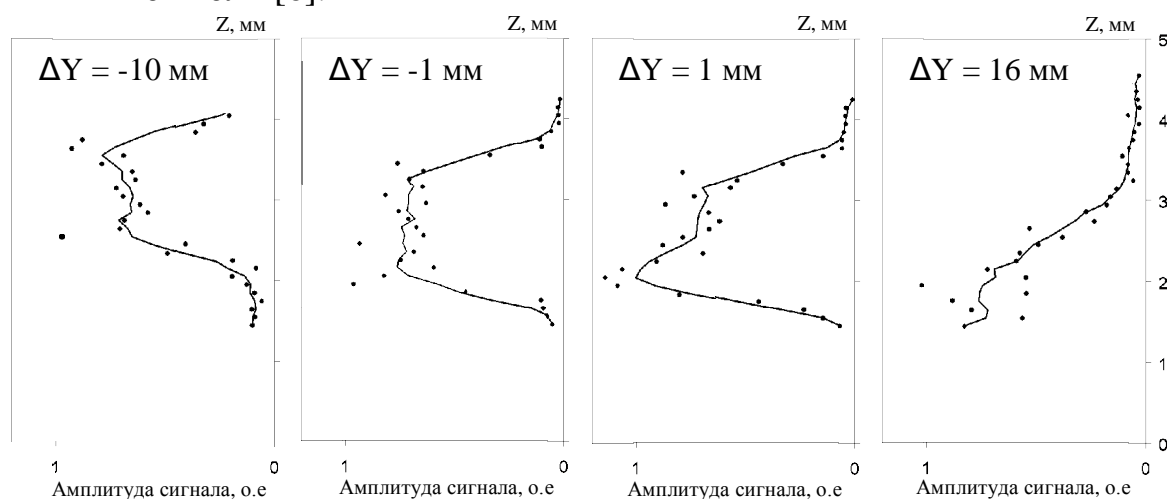 Z, мм Z, мм Z, мм Z, мм
ΔY = -10 мм ΔY = -1 мм ΔY = 1 мм ΔY = 16 мм
5
4
3
2
1
0
1 0 1 0 1 0 1 0
Амплитуда сигнала, о.е Амплитуда сигнала, о.е Амплитуда сигнала, о.е Амплитуда сигнала, о.е